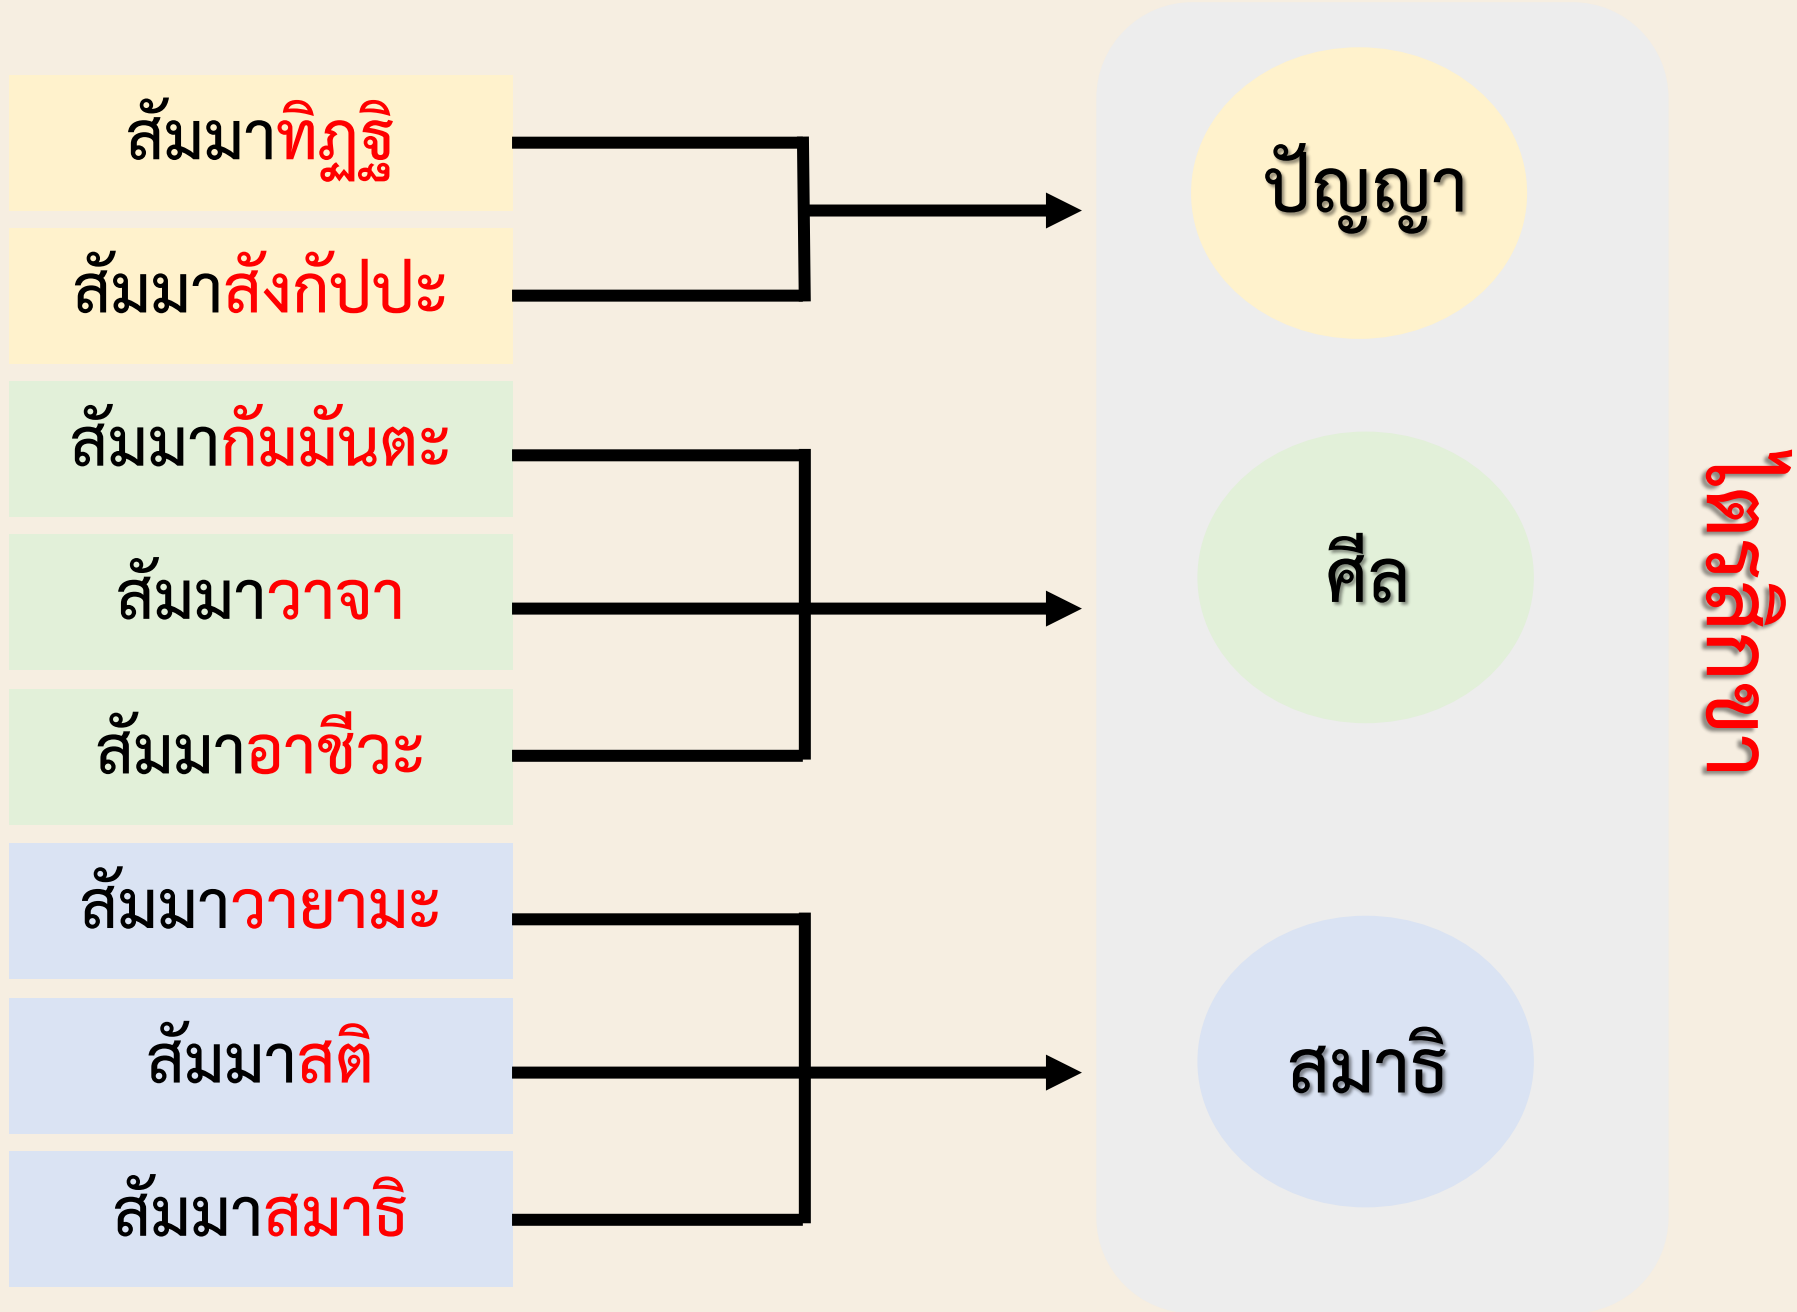 สัมมาทิฏฐิ
สัมมาสังกัปปะ
สัมมากัมมันตะ
สัมมาวาจา
สัมมาอาชีวะ
สัมมาวายามะ
สัมมาสติ
สัมมาสมาธิ
ปัญญา
ศีล
สมาธิ
ไตรสิกขา